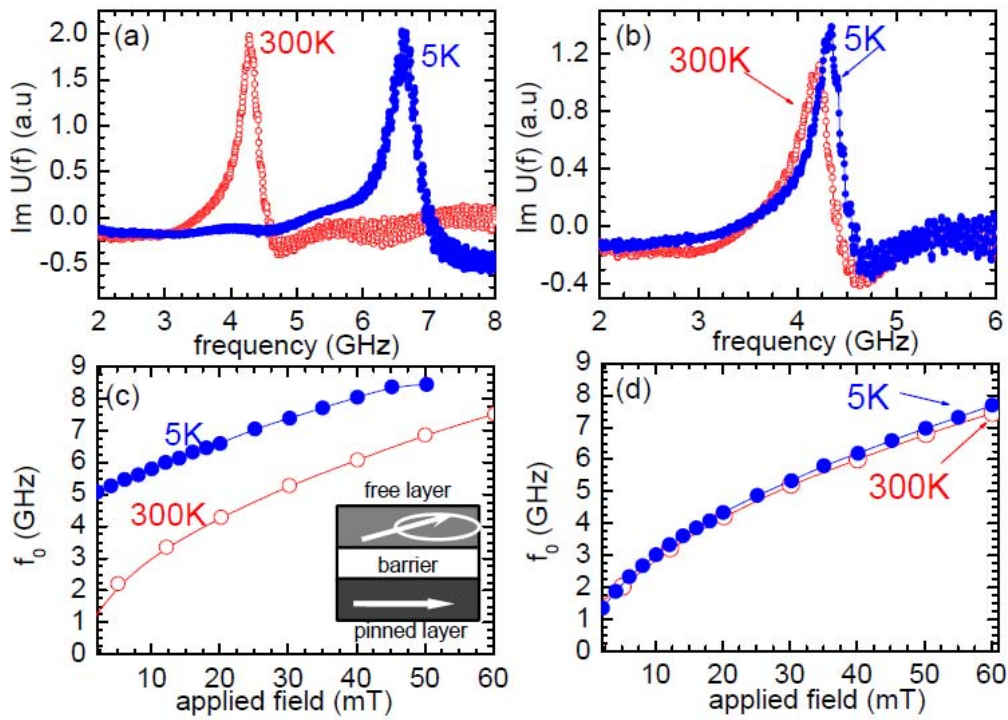 (a)
300K
5K
Im U(f) (a.u)
2.0
1.5
1.0
0.5
0.0
-0.5
2 3 4 5 6 7 8
frequency (GHz)
(b)
300K
5K
Im U(f) (a.u)
1.2
0.8
0.4
0.0
-0.4
2 3 4 5 6
frequency (GHz)
(c)
5K
300K
free layer
barrier
pinned layer
f0 (GHz)
9
8
7
6
5
4
3
2
1
0
10 20 30 40 50 60
applied field (mT)
(d)
5K
300K
f0 (GHz)
9
8
7
6
5
4
3
2
1
0
10 20 30 40 50 60
applied field (mT)